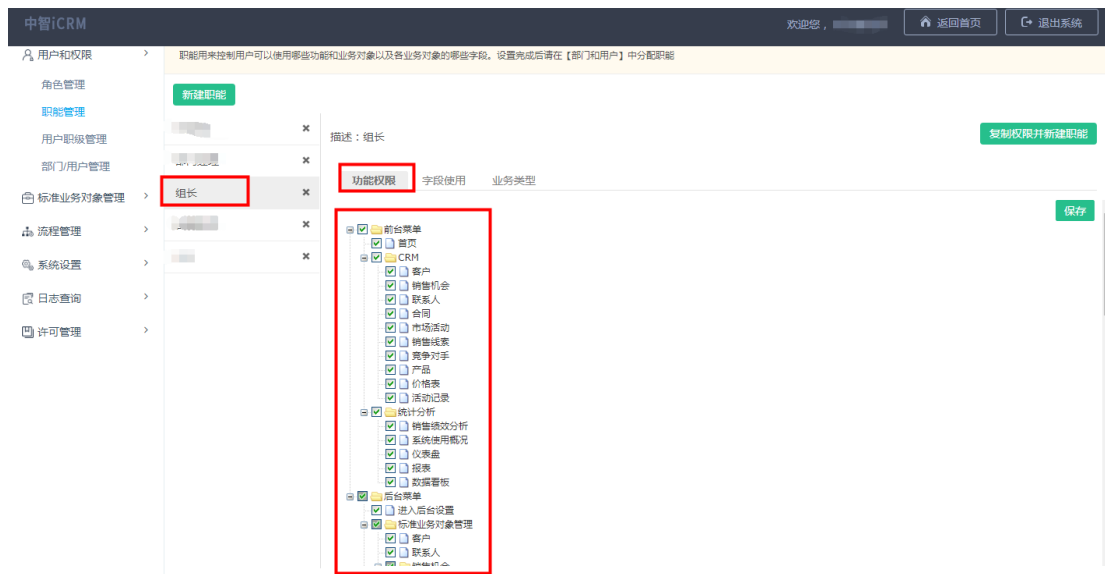 中智iCRM
欢迎您，
返回首页
退出系统
用户和权限
角色管理
职能管理
用户职级管理
部门/用户管理
标准业务对象管理
流程管理
系统设置
日志查询
许可管理
职能用来控制用户可以使用哪些功能和业务对象以及各业务对象的哪些字段。设置完成后请在【部门和用户】中分配职能
新建职能
组长
描述：组长
复制权限并新建职能
功能权限 字段使用 业务类型
保存
前台菜单
首页
CRM
客户
销售机会
联系人
合同
市场活动
销售线索
竞争对手
产品
价格表
活动记录
统计分析
销售绩效分析
系统使用概况
仪表盘
报表
数据看板
后台菜单
进入后台设置
标准业务对象管理
客户
联系人
销售机会